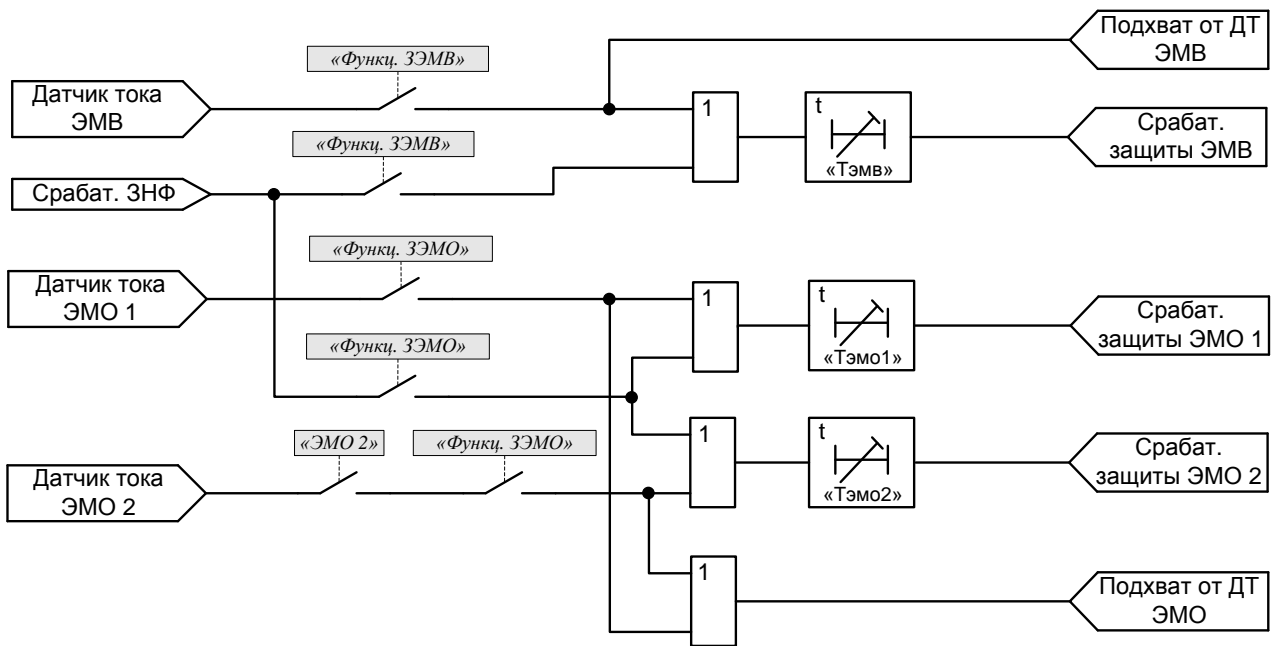 Подхват от ДТ
ЭМВ
«Функц. ЗЭМВ»
Датчик тока
ЭМВ
1
t
«Тэмв»
Срабат.
защиты ЭМВ
«Функц. ЗЭМВ»
Срабат. ЗНФ
«Функц. ЗЭМО»
Датчик тока
ЭМО 1
1
t
«Тэмо1»
Срабат.
защиты ЭМО 1
«Функц. ЗЭМО»
«ЭМО 2»
«Функц. ЗЭМО»
Датчик тока
ЭМО 2
1
t
«Тэмо2»
Срабат.
защиты ЭМО 2
1
Подхват от ДТ
ЭМО